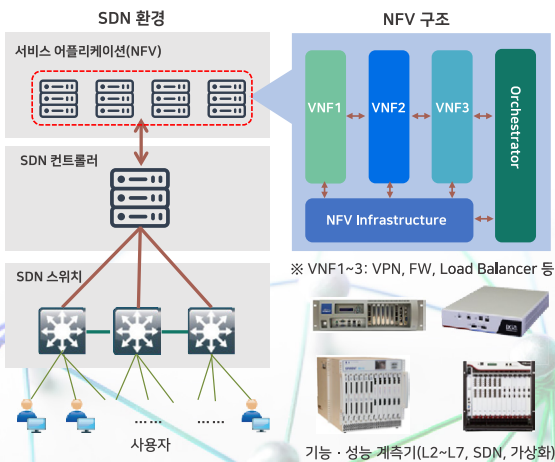 SDN 환경
서비스 어플리케이션(NFV)
SDN 컨트롤러
SDN 스위치
…… ……
사용자
NFV 구조
VNF1 VNF2 VNF3
Orchestrator
NFV Infrastructure
※ VNF1~3: VPN, FW, Load Balancer 등
기능 · 성능 계측기(L2~L7, SDN, 가상화)